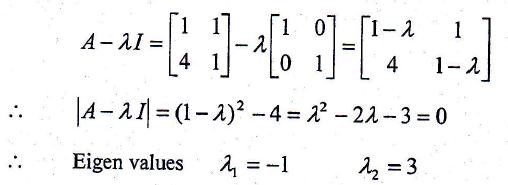 A − λI = [1 1; 4 1] − λ [1 0; 0 1] = [1−λ 1; 4 1−λ]
∴ |A − λI| = (1−λ)² − 4 = λ² − 2λ − 3 = 0
∴ Eigen values λ₁ = −1 λ₂ = 3